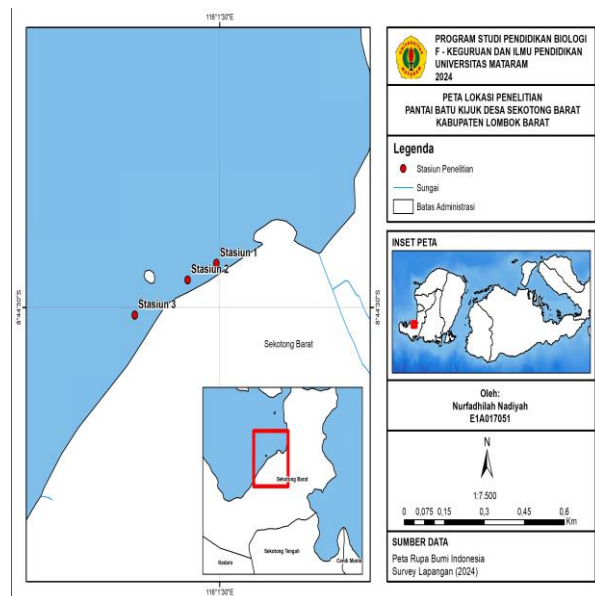 116°1'30"E
Stasiun 1
Stasiun 2
Stasiun 3
8°44'30"S
8°44'30"S
Sekotong Barat
Sekotong Barat
Sekotong Tengah
Kedaro
116°1'30"E
PROGRAM STUDI PENDIDIKAN BIOLOGI
F - KEGURUAN DAN ILMU PENDIDIKAN
UNIVERSITAS MATARAM
2024
PETA LOKASI PENELITIAN
PANTAI BATU KIJUK DESA SEKOTONG BARAT
KABUPATEN LOMBOK BARAT
Legenda
Stasiun Penelitian
Sungai
Batas Administrasi
INSET PETA
Oleh:
Nurfadhilah Nadiyah
E1A017051
N
1:7.500
0 0,075 0,15 0,3 0,45 0,6
Km
SUMBER DATA
Peta Rupa Bumi Indonesia
Survey Lapangan (2024)